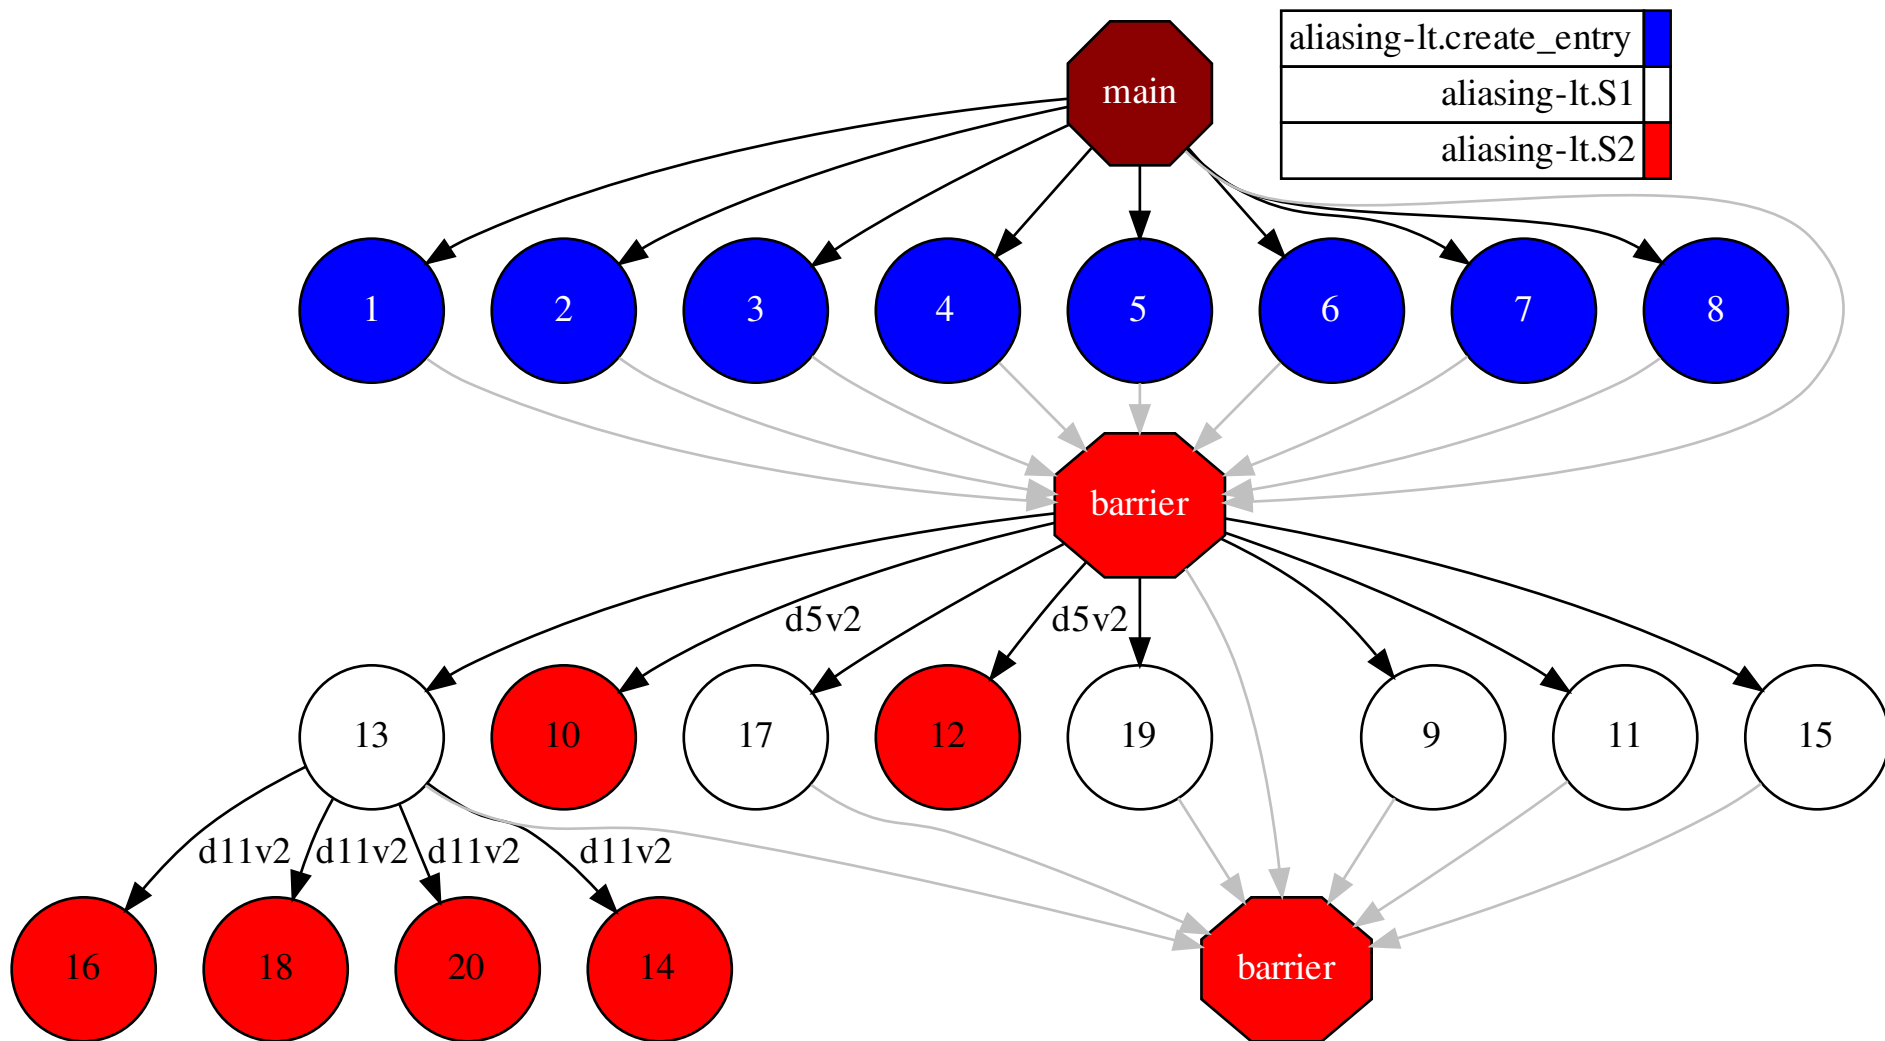 main
aliasing-lt.create_entry
aliasing-lt.S1
aliasing-lt.S2
1 2 3 4 5 6 7 8
barrier
d5v2 d5v2
13 10 17 12 19 9 11 15
d11v2 d11v2 d11v2 d11v2
16 18 20 14 barrier